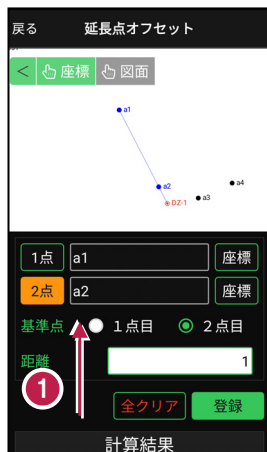 戻る 延長点オフセット
< 座標 図面
a1
a2
a4
a3
DZ-1
1点 a1 座標
2点 a2 座標
基準点 1点目 2点目
距離 1
1
全クリア 登録
計算結果